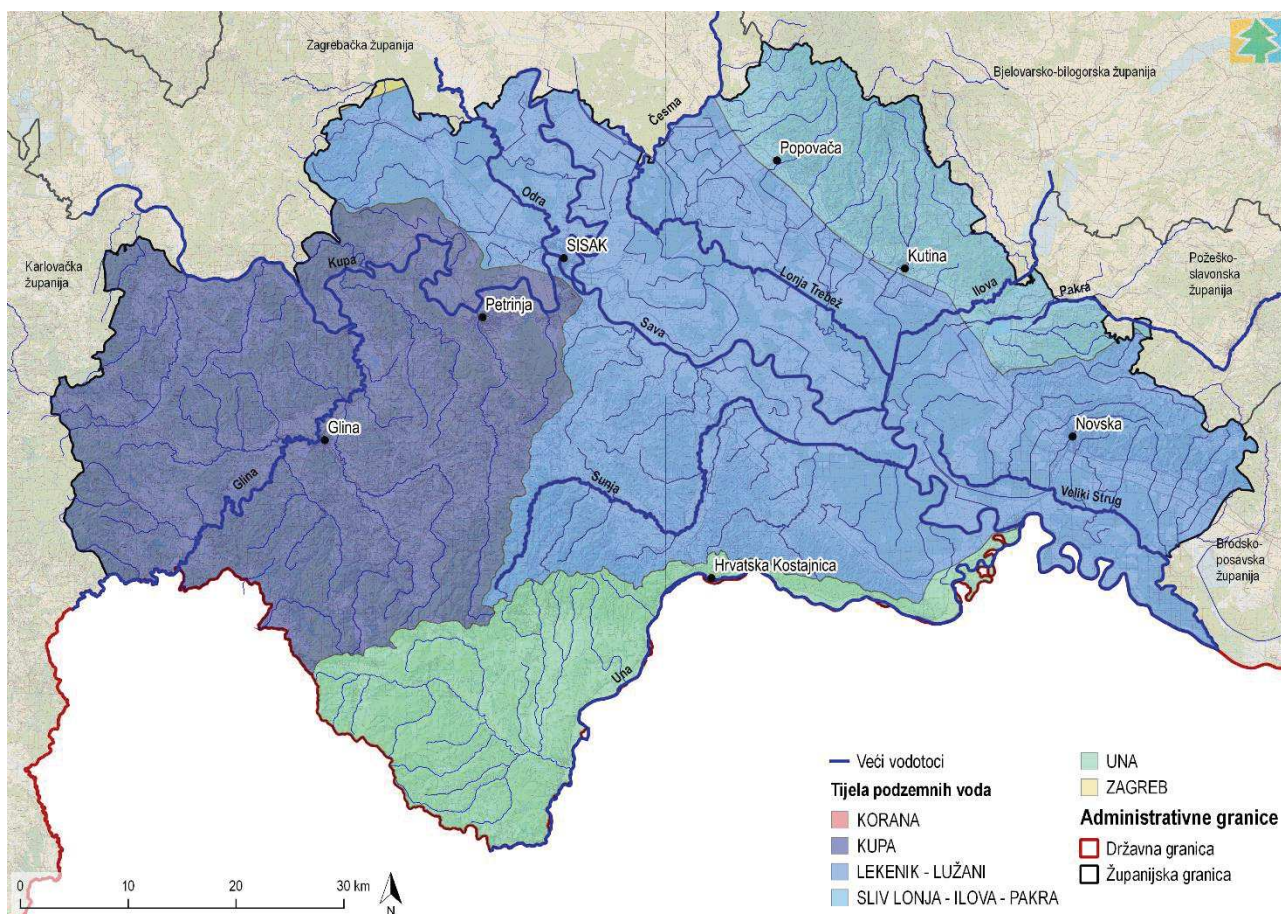 Zagrebačka županija
Bjelovarsko-bilogorska županija
Česma
Popovača
Odra
SISAK
Kutina
Karlovačka
županija
Kupa
Požeško-
slavonska
županija
Ilova
Pakra
Lonja Trebež
Petrinja
Sava
Glina
Novska
Glina
Sunja
Veliki Strug
Hrvatska Kostajnica
Brodsko-
posavska
županija
Una
Veći vodotoci
Tijela podzemnih voda
KORANA
KUPA
LEKENIK - LUŽANI
SLIV LONJA - ILOVA - PAKRA
UNA
ZAGREB
Administrativne granice
Državna granica
Županijska granica
0 10 20 30 km
N